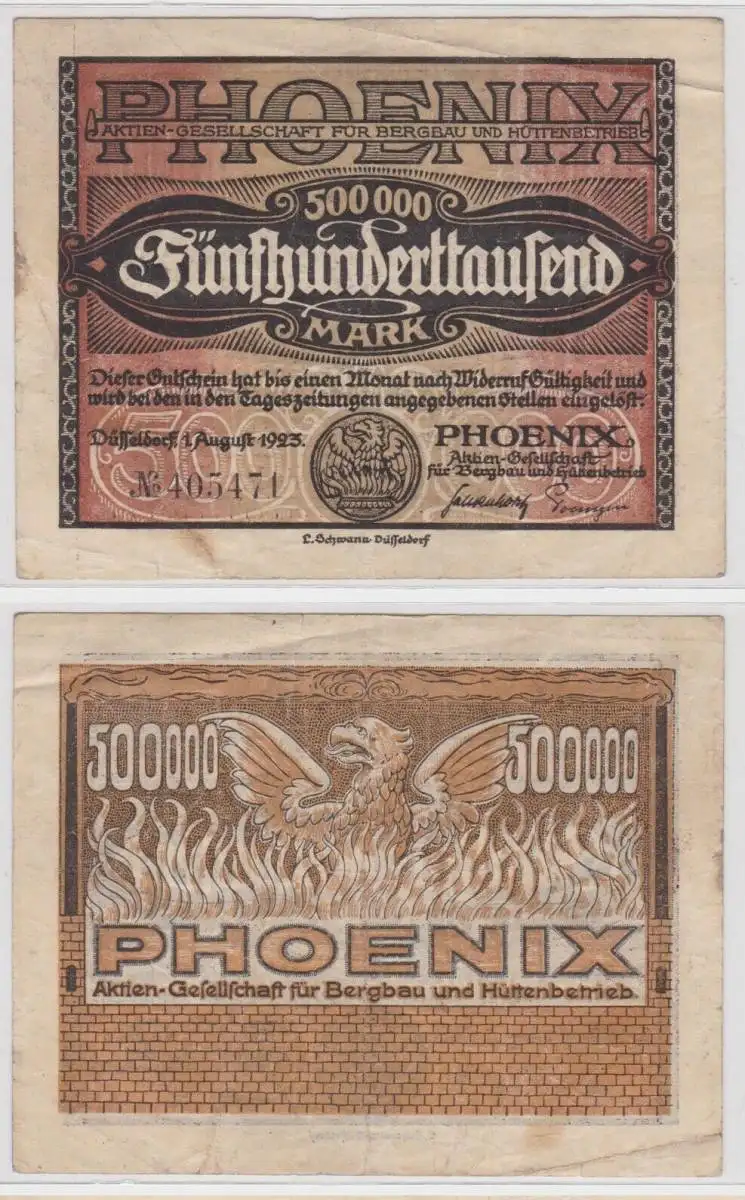 PHOENIX
AKTIEN-GESELLSCHAFT FÜR BERGBAU UND HÜTTENBETRIEB
500 000
Fünfhunderttausend
MARK
Dieser Gutschein hat bis einen Monat nach Widerruf Gültigkeit und
wird bei den in den Tageszeitungen angegebenen Stellen eingelöst.
Düsseldorf, 1. August 1923.
№ 405471
PHOENIX
Aktien-Gesellschaft
für Bergbau und Hüttenbetrieb
L. Schwann-Düsseldorf
500000 500000
PHOENIX
Aktien-Gesellschaft für Bergbau und Hüttenbetrieb